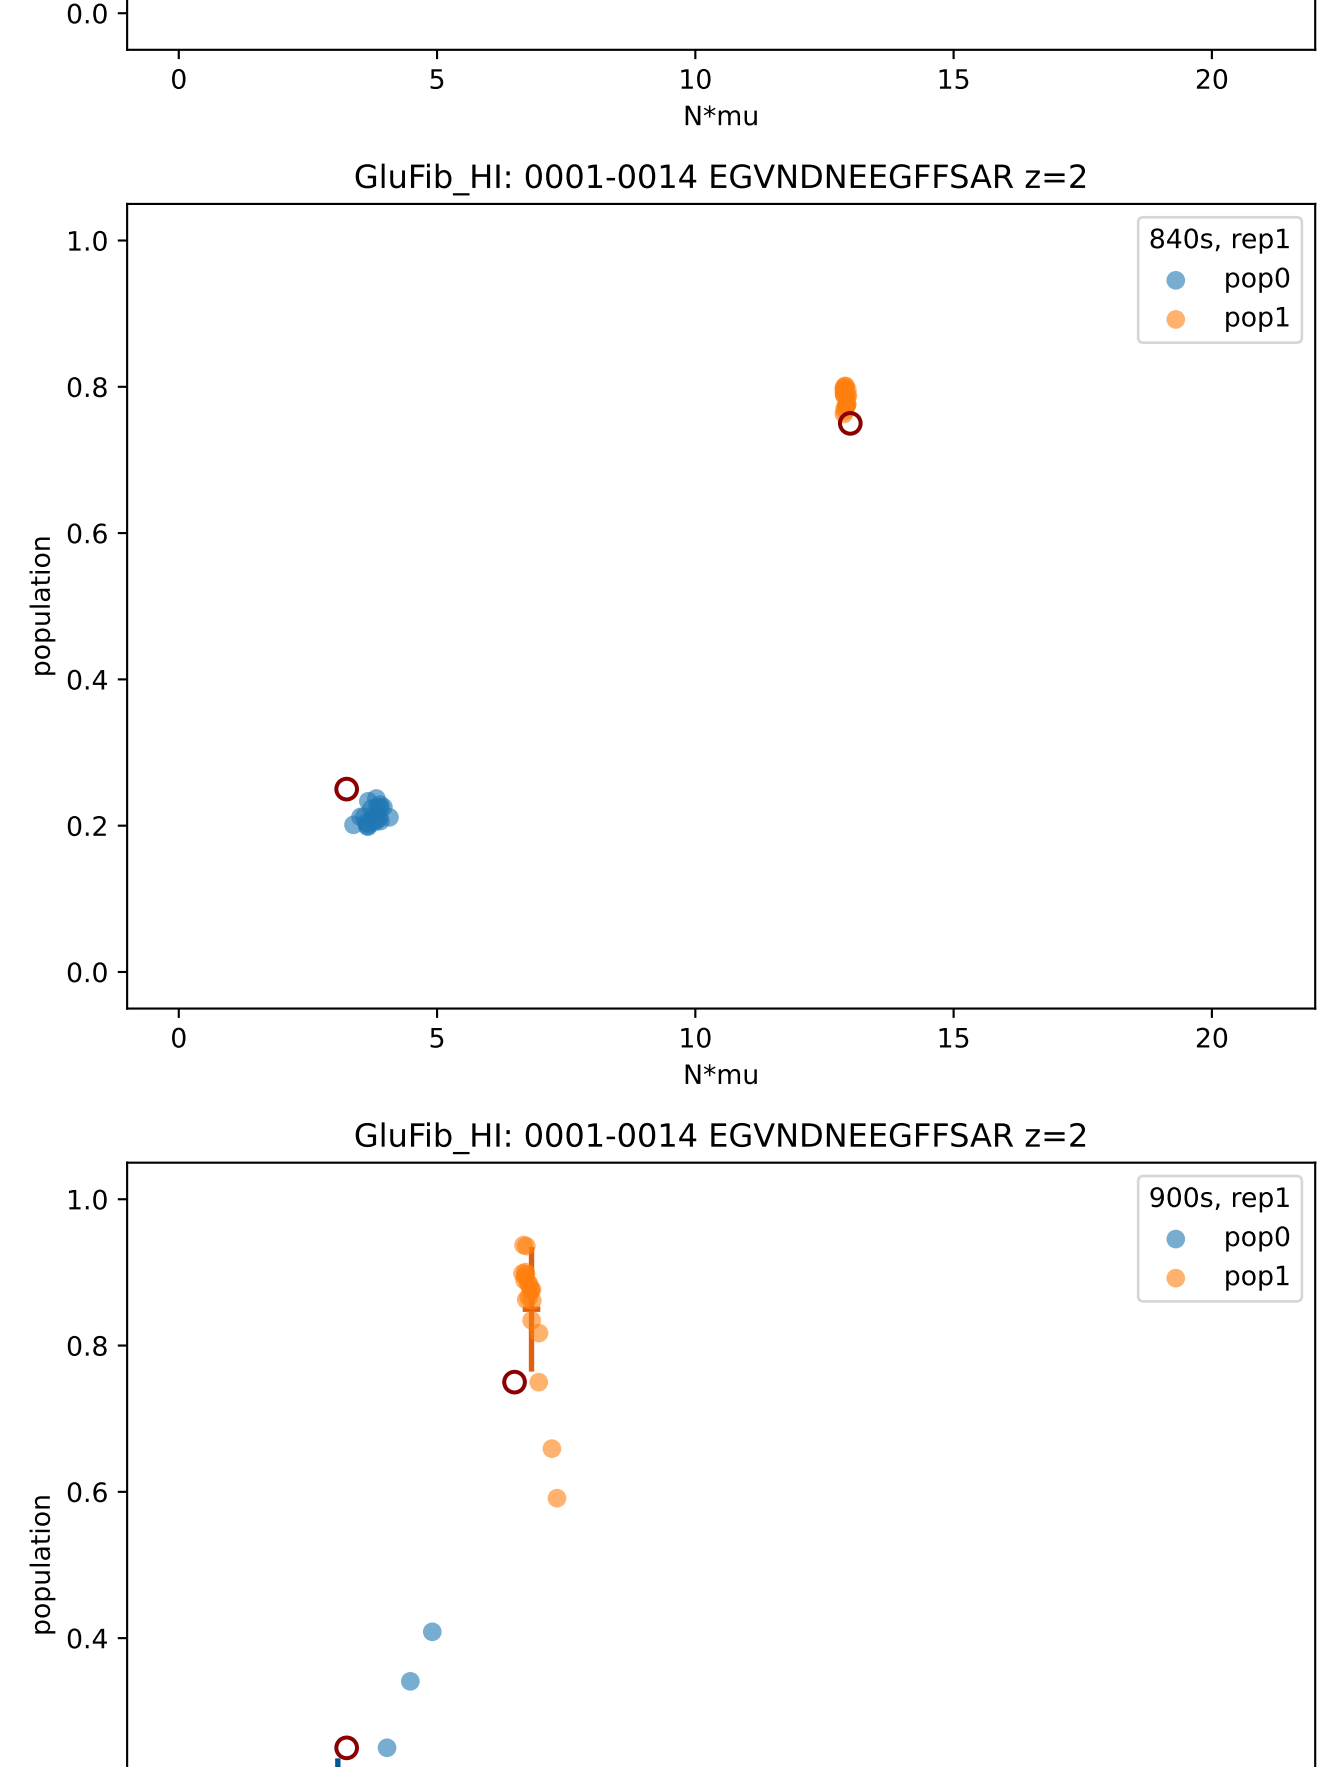 0.0
0 5 10 15 20
N*mu
GluFib_HI: 0001-0014 EGVNDNEEGFFSAR z=2
840s, rep1
pop0
pop1
1.0
0.8
0.6
0.4
0.2
0.0
population
0 5 10 15 20
N*mu
GluFib_HI: 0001-0014 EGVNDNEEGFFSAR z=2
900s, rep1
pop0
pop1
1.0
0.8
0.6
0.4
population